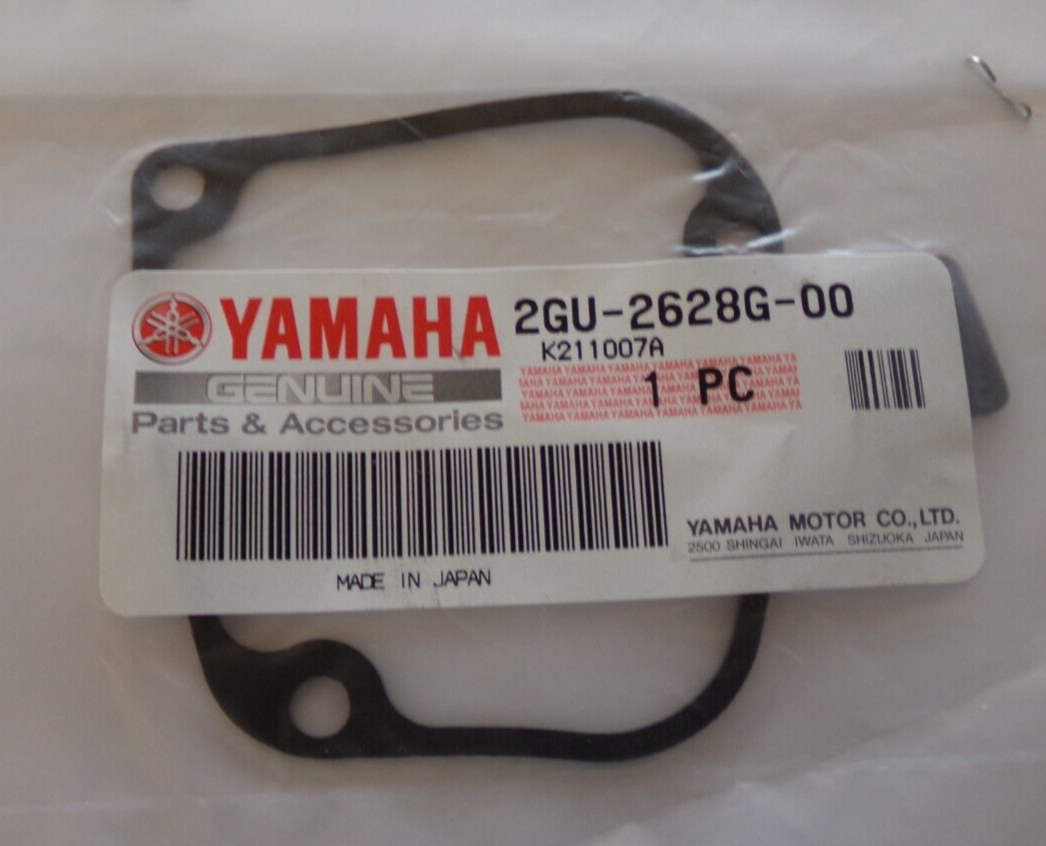 YAMAHA 2GU-2628G-00
K211007A
GENUINE
1 PC
Parts & Accessories
YAMAHA MOTOR CO.,LTD.
2500 SHINGAI IWATA SHIZUOKA JAPAN
MADE IN JAPAN